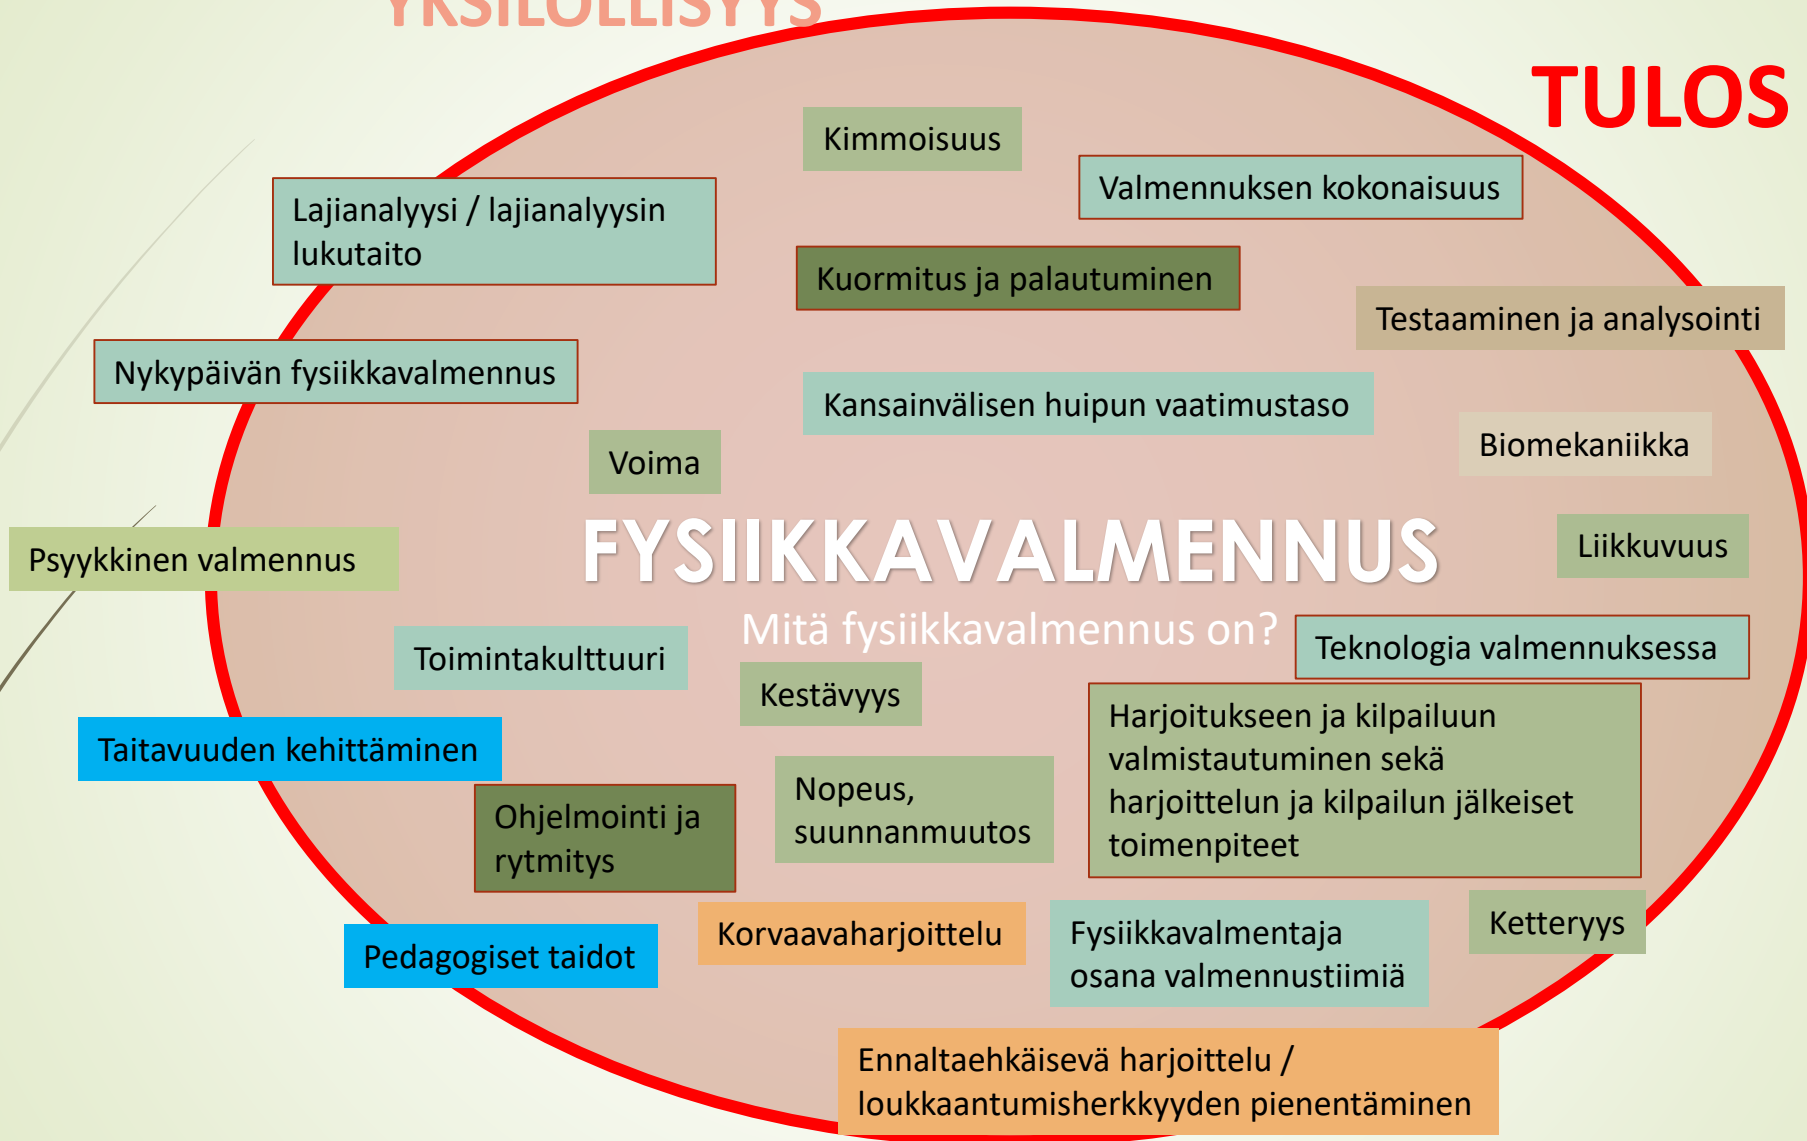 YKSILÖLLISYYS
TULOS
Kimmoisuus
Valmennuksen kokonaisuus
Lajianalyysi / lajianalyysin
lukutaito
Kuormitus ja palautuminen
Testaaminen ja analysointi
Nykypäivän fysiikkavalmennus
Kansainvälisen huipun vaatimustaso
Biomekaniikka
Voima
FYSIIKKAVALMENNUS
Liikkuvuus
Psyykkinen valmennus
Mitä fysiikkavalmennus on?
Teknologia valmennuksessa
Toimintakulttuuri
Kestävyys
Harjoitukseen ja kilpailuun
valmistautuminen sekä
harjoittelun ja kilpailun jälkeiset
toimenpiteet
Taitavuuden kehittäminen
Nopeus,
suunnanmuutos
Ohjelmointi ja
rytmitys
Ketteryys
Korvaavaharjoittelu
Fysiikkavalmentaja
osana valmennustiimiä
Pedagogiset taidot
Ennaltaehkäisevä harjoittelu /
loukkaantumisherkkyyden pienentäminen